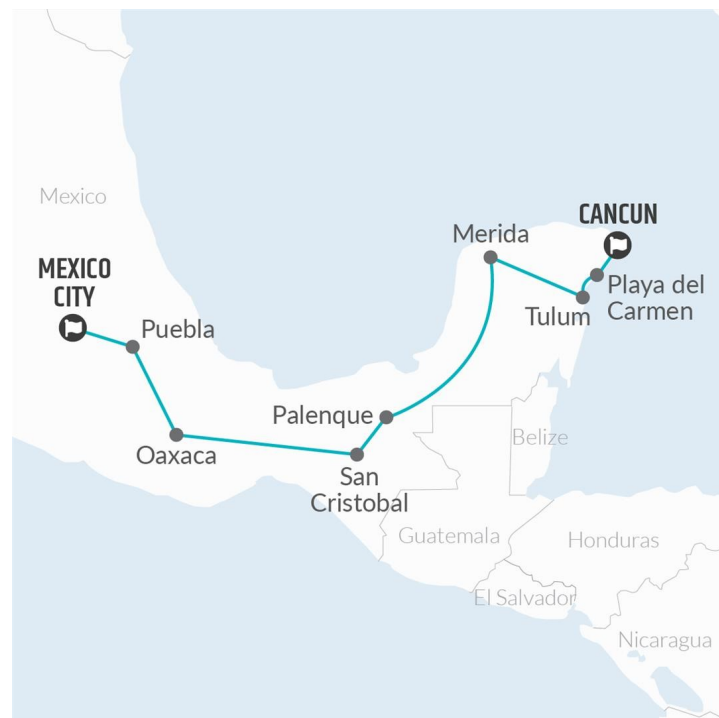 Mexico
CANCUN
Merida
MEXICO
CITY
Playa del
Carmen
Tulum
Puebla
Palenque
Oaxaca
Belize
San
Cristobal
Guatemala
Honduras
El Salvador
Nicaragua